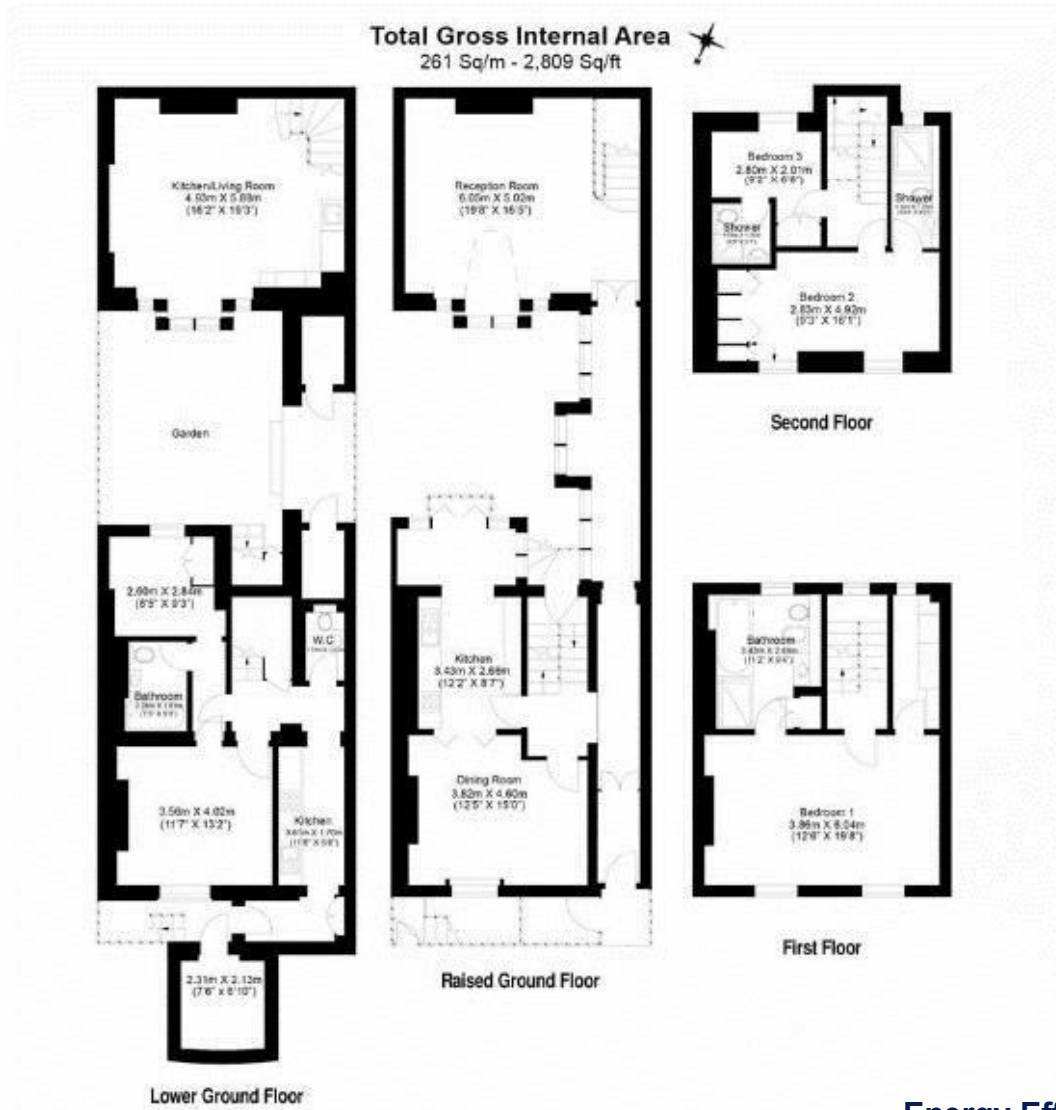 Total Gross Internal Area
261 Sq/m - 2,809 Sq/ft
Kitchen/Living Room
4.93m X 5.88m
(16'2" X 19'3")
Garden
2.60m X 2.84m
(8'5" X 9'3")
W.C
Bathroom
3.56m X 4.02m
(11'7" X 13'2")
Kitchen
2.31m X 2.13m
(7'6" x 6'10")
Lower Ground Floor
Reception Room
6.05m X 5.02m
(19'8" X 16'5")
Kitchen
3.43m X 2.66m
(12'2" X 8'7")
Dining Room
3.82m X 4.60m
(12'5" X 15'0")
Raised Ground Floor
Bedroom 3
2.80m X 2.01m
(9'2" X 6'6")
Shower
Shower
Bedroom 2
2.83m X 4.92m
(9'3" X 16'1")
Second Floor
Bathroom
Bedroom 1
3.86m X 6.04m
(12'6" X 19'8")
First Floor